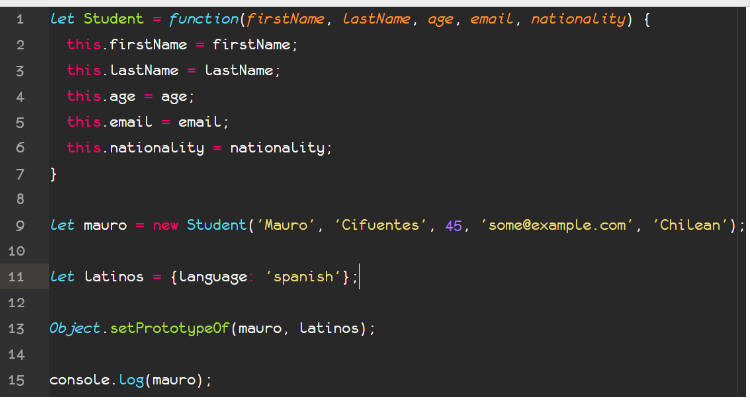 1 let Student = function(firstName, lastName, age, email, nationality) {
2 this.firstName = firstName;
3 this.lastName = lastName;
4 this.age = age;
5 this.email = email;
6 this.nationality = nationality;
7 }
8
9 let mauro = new Student('Mauro', 'Cifuentes', 45, 'some@example.com', 'Chilean');
10
11 let latinos = {language: 'spanish'};
12
13 Object.setPrototypeOf(mauro, latinos);
14
15 console.log(mauro);